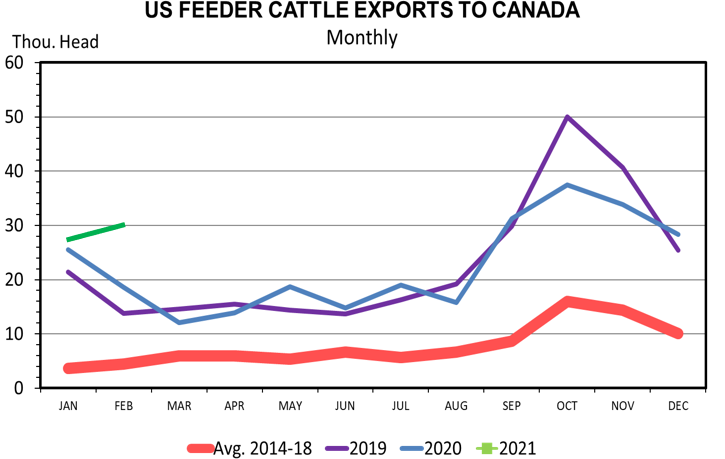 US FEEDER CATTLE EXPORTS TO CANADA
Monthly
Thou. Head
60
50
40
30
20
10
0
JAN FEB MAR APR MAY JUN JUL AUG SEP OCT NOV DEC
Avg. 2014-18 2019 2020 2021